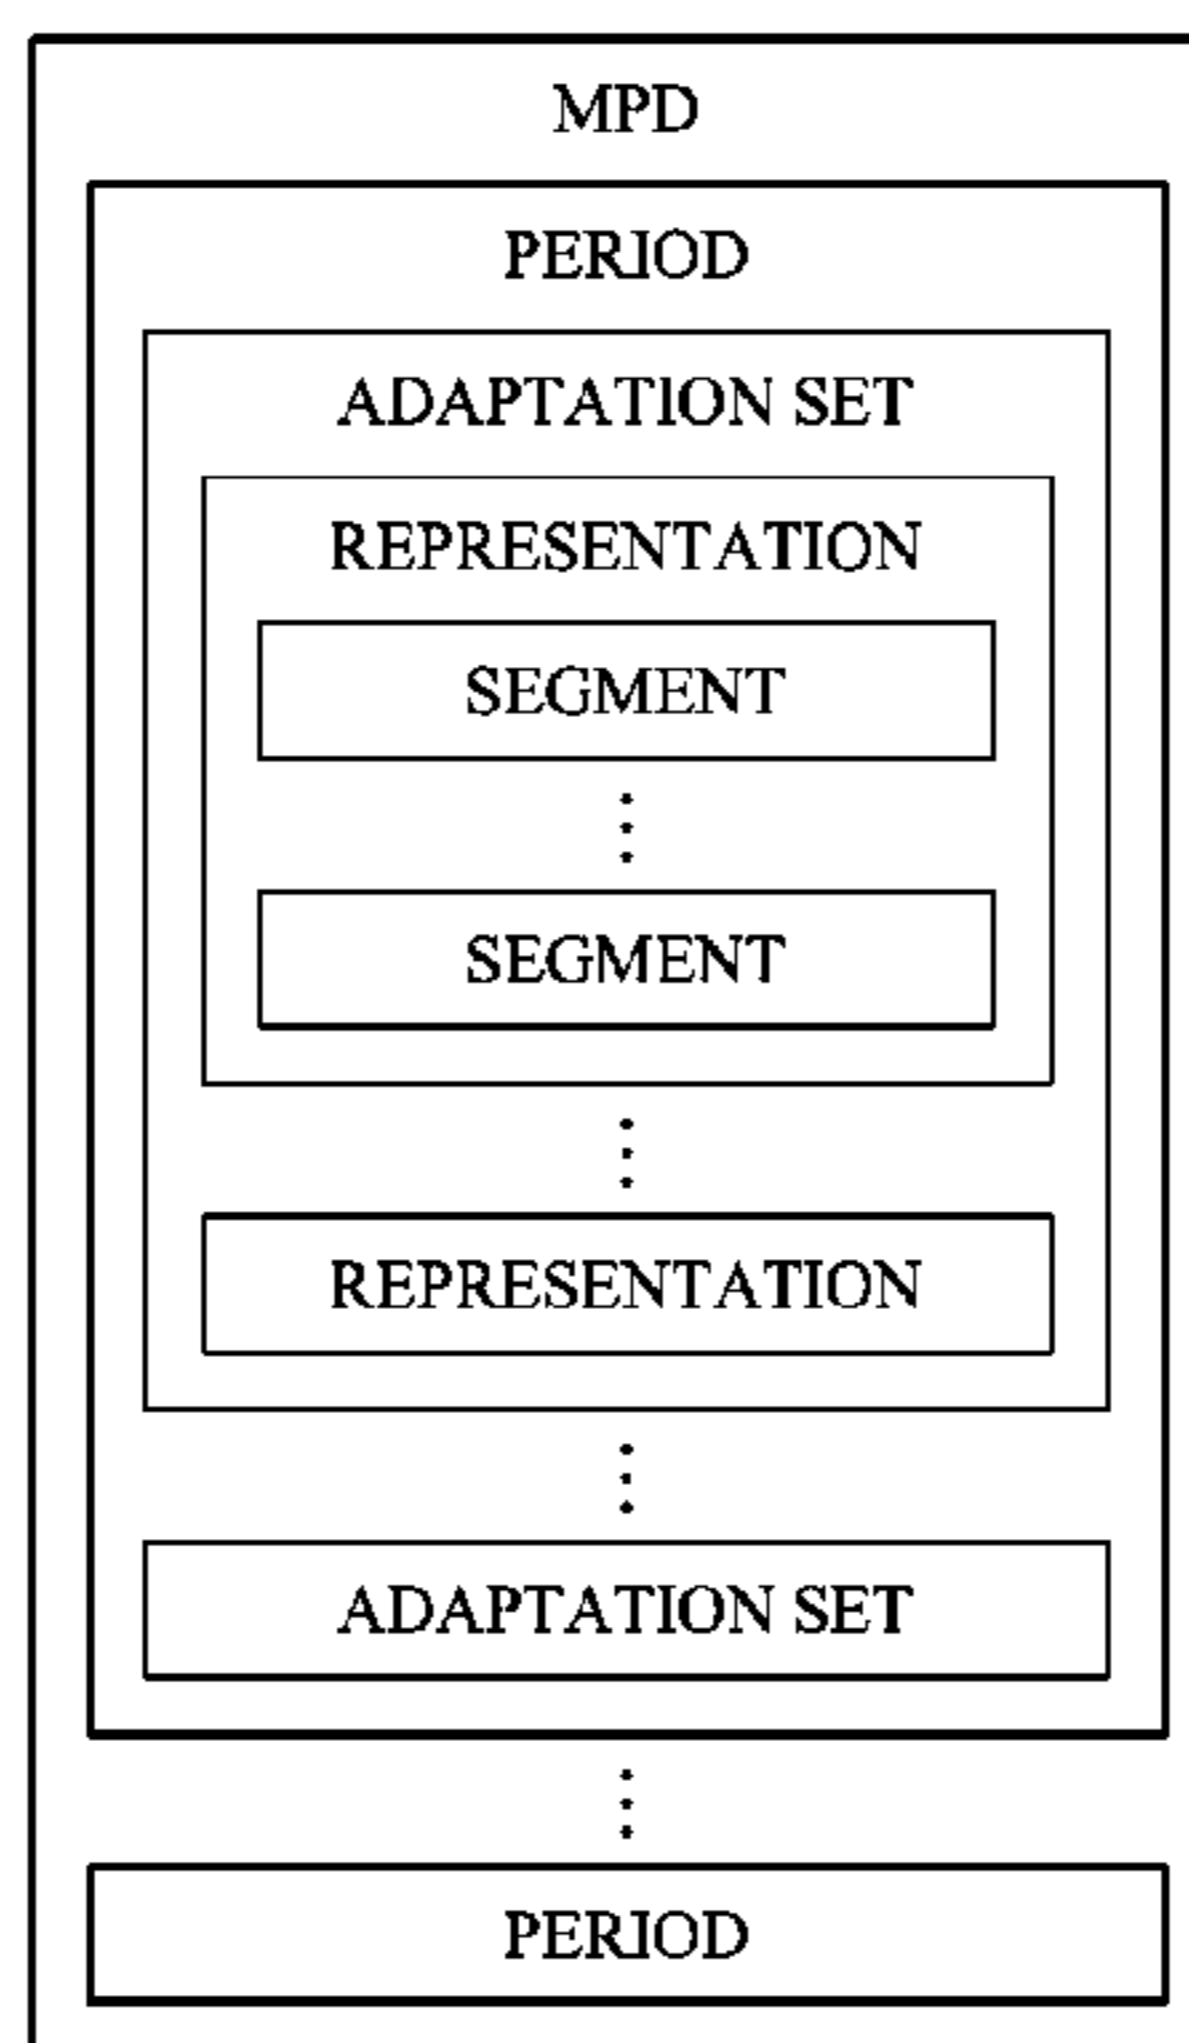 MPD
PERIOD
ADAPTATION SET
REPRESENTATION
SEGMENT
SEGMENT
REPRESENTATION
ADAPTATION SET
PERIOD